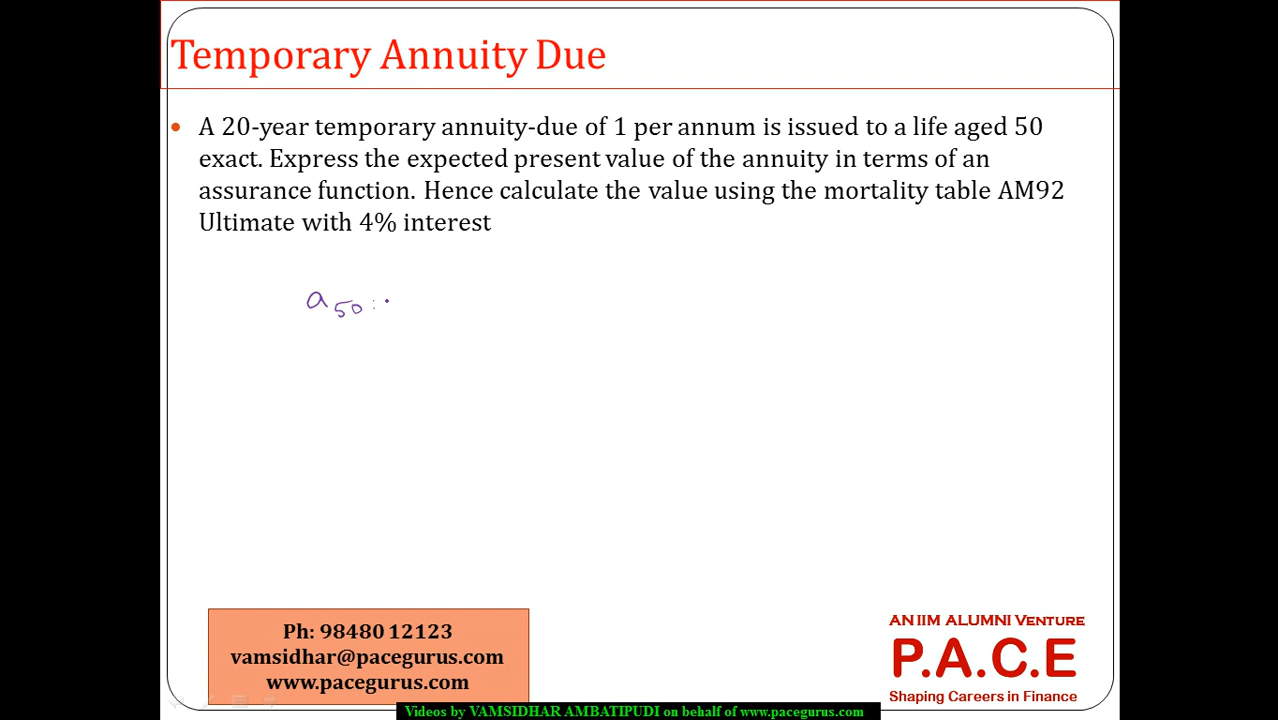 Temporary Annuity Due
• A 20-year temporary annuity-due of 1 per annum is issued to a life aged 50
exact. Express the expected present value of the annuity in terms of an
assurance function. Hence calculate the value using the mortality table AM92
Ultimate with 4% interest
a 50:
Ph: 98480 12123
vamsidhar@pacegurus.com
www.pacegurus.com
AN IIM ALUMNI VENTURE
P.A.C.E
Shaping Careers in Finance
Videos by VAMSIDHAR AMBATIPUDI on behalf of www.pacegurus.com